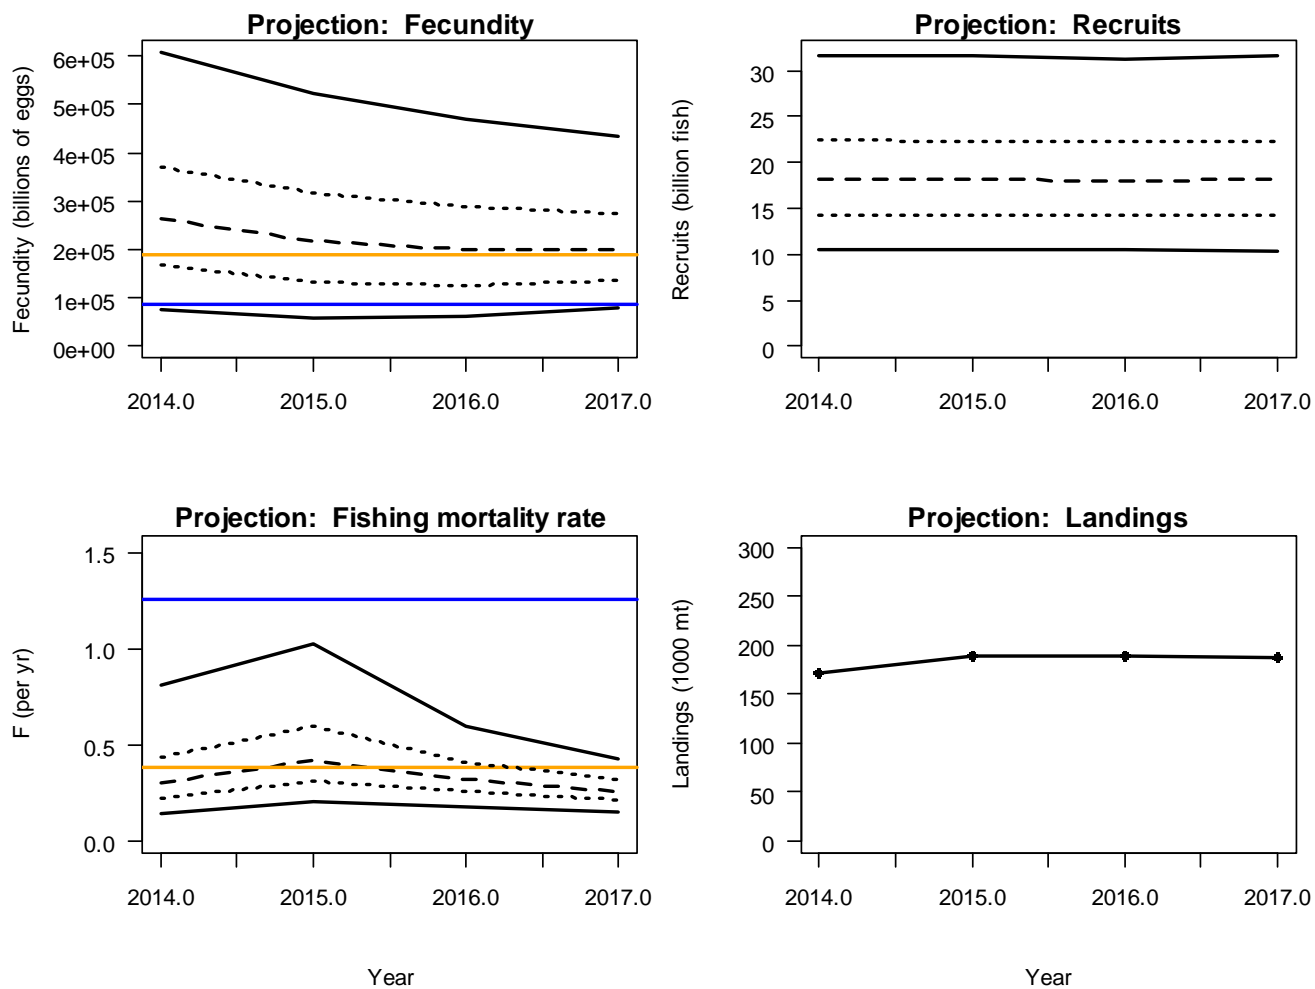 Projection: Fecundity
Fecundity (billions of eggs)
6e+05
5e+05
4e+05
3e+05
2e+05
1e+05
0e+00
2014.0 2015.0 2016.0 2017.0
Projection: Recruits
Recruits (billion fish)
30
25
20
15
10
5
0
2014.0 2015.0 2016.0 2017.0
Projection: Fishing mortality rate
F (per yr)
1.5
1.0
0.5
0.0
2014.0 2015.0 2016.0 2017.0
Year
Projection: Landings
Landings (1000 mt)
300
250
200
150
100
50
0
2014.0 2015.0 2016.0 2017.0
Year